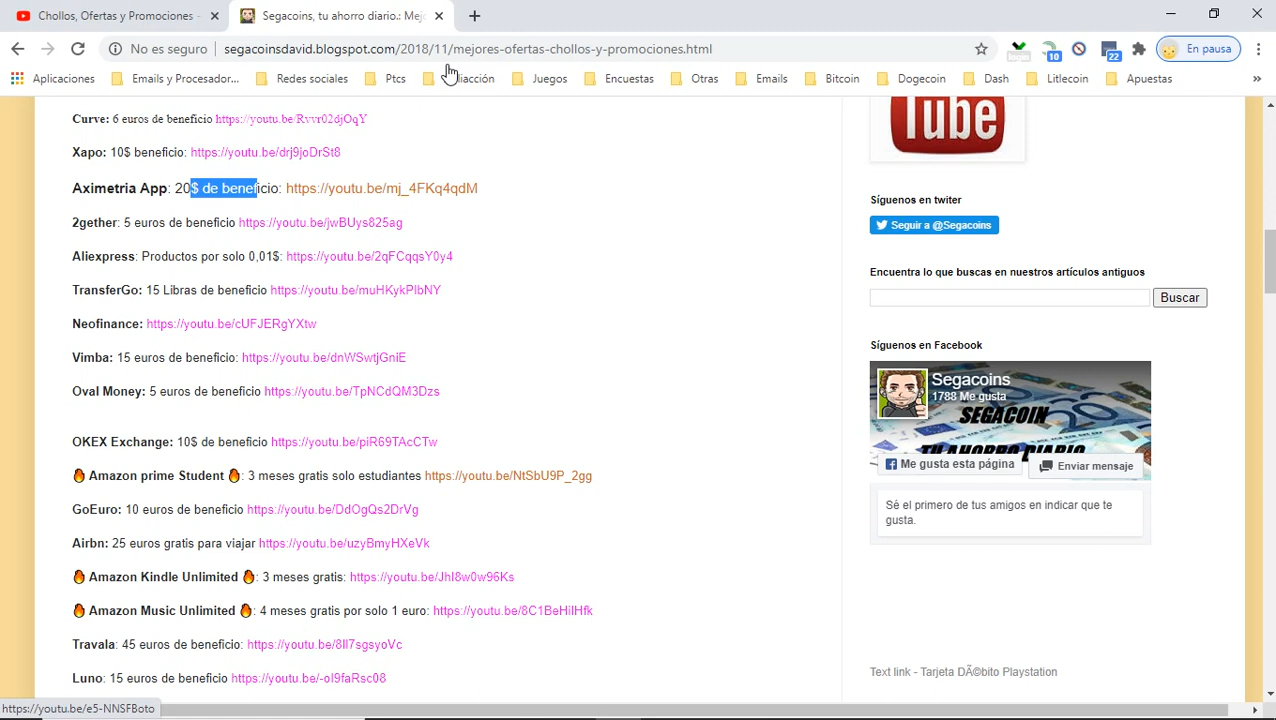 Chollos, Ofertas y Promociones -
Segacoins, tu ahorro diario.: Mej
No es seguro
segacoinsdavid.blogspot.com/2018/11/mejores-ofertas-chollos-y-promociones.html
10
22
En pausa
Aplicaciones
Emails y Procesador...
Redes sociales
Ptcs
iacción
Juegos
Encuestas
Otras
Emails
Bitcoin
Dogecoin
Dash
Litlecoin
Apuestas
»
Curve: 6 euros de beneficio https://youtu.be/Rvvr02djOqY
Xapo: 10$ beneficio: https://youtu.be/drj9joDrSt8
Aximetria App: 20$ de beneficio: https://youtu.be/mj_4FKq4qdM
2gether: 5 euros de beneficio https://youtu.be/jwBUys825ag
Aliexpress: Productos por solo 0,01$: https://youtu.be/2qFCqqsY0y4
TransferGo: 15 Libras de beneficio https://youtu.be/muHKykPlbNY
Neofinance: https://youtu.be/cUFJERgYXtw
Vimba: 15 euros de beneficio: https://youtu.be/dnWSwtjGniE
Oval Money: 5 euros de beneficio https://youtu.be/TpNCdQM3Dzs
OKEX Exchange: 10$ de beneficio https://youtu.be/piR69TAcCTw
🔥 Amazon prime Student 🔥: 3 meses gratis solo estudiantes https://youtu.be/NtSbU9P_2gg
GoEuro: 10 euros de beneficio https://youtu.be/DdOgQs2DrVg
Airbn: 25 euros gratis para viajar https://youtu.be/uzyBmyHXeVk
🔥 Amazon Kindle Unlimited 🔥: 3 meses gratis: https://youtu.be/JhI8w0w96Ks
🔥 Amazon Music Unlimited 🔥: 4 meses gratis por solo 1 euro: https://youtu.be/8C1BeHiIHfk
Travala: 45 euros de beneficio: https://youtu.be/8Il7sgsyoVc
Luno: 15 euros de beneficio https://youtu.be/-oI9faRsc08
https://youtu.be/e5-NNSFBoto
Tube
Síguenos en twiter
Seguir a @Segacoins
Encuentra lo que buscas en nuestros artículos antiguos
Buscar
Síguenos en Facebook
Segacoins
1788 Me gusta
SEGACOIN
TU AHORRO DIARIO
Me gusta esta página
Enviar mensaje
Sé el primero de tus amigos en indicar que te
gusta.
Text link - Tarjeta DÃ©bito Playstation